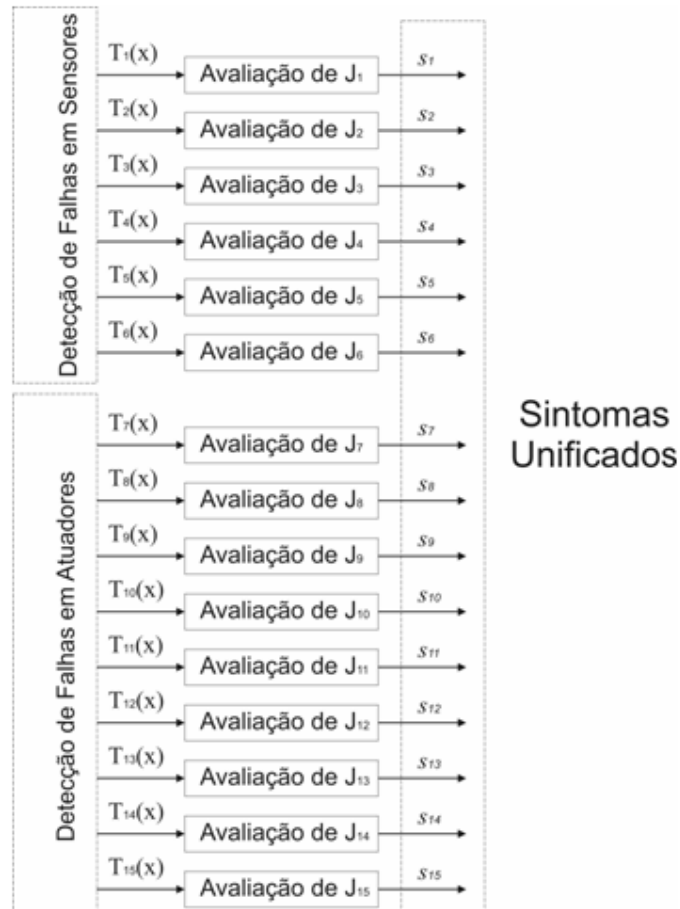 Detecção de Falhas em Sensores
T₁(x) Avaliação de J₁ s₁
T₂(x) Avaliação de J₂ s₂
T₃(x) Avaliação de J₃ s₃
T₄(x) Avaliação de J₄ s₄
T₅(x) Avaliação de J₅ s₅
T₆(x) Avaliação de J₆ s₆
Detecção de Falhas em Atuadores
T₇(x) Avaliação de J₇ s₇
T₈(x) Avaliação de J₈ s₈
T₉(x) Avaliação de J₉ s₉
T₁₀(x) Avaliação de J₁₀ s₁₀
T₁₁(x) Avaliação de J₁₁ s₁₁
T₁₂(x) Avaliação de J₁₂ s₁₂
T₁₃(x) Avaliação de J₁₃ s₁₃
T₁₄(x) Avaliação de J₁₄ s₁₄
T₁₅(x) Avaliação de J₁₅ s₁₅
Sintomas
Unificados